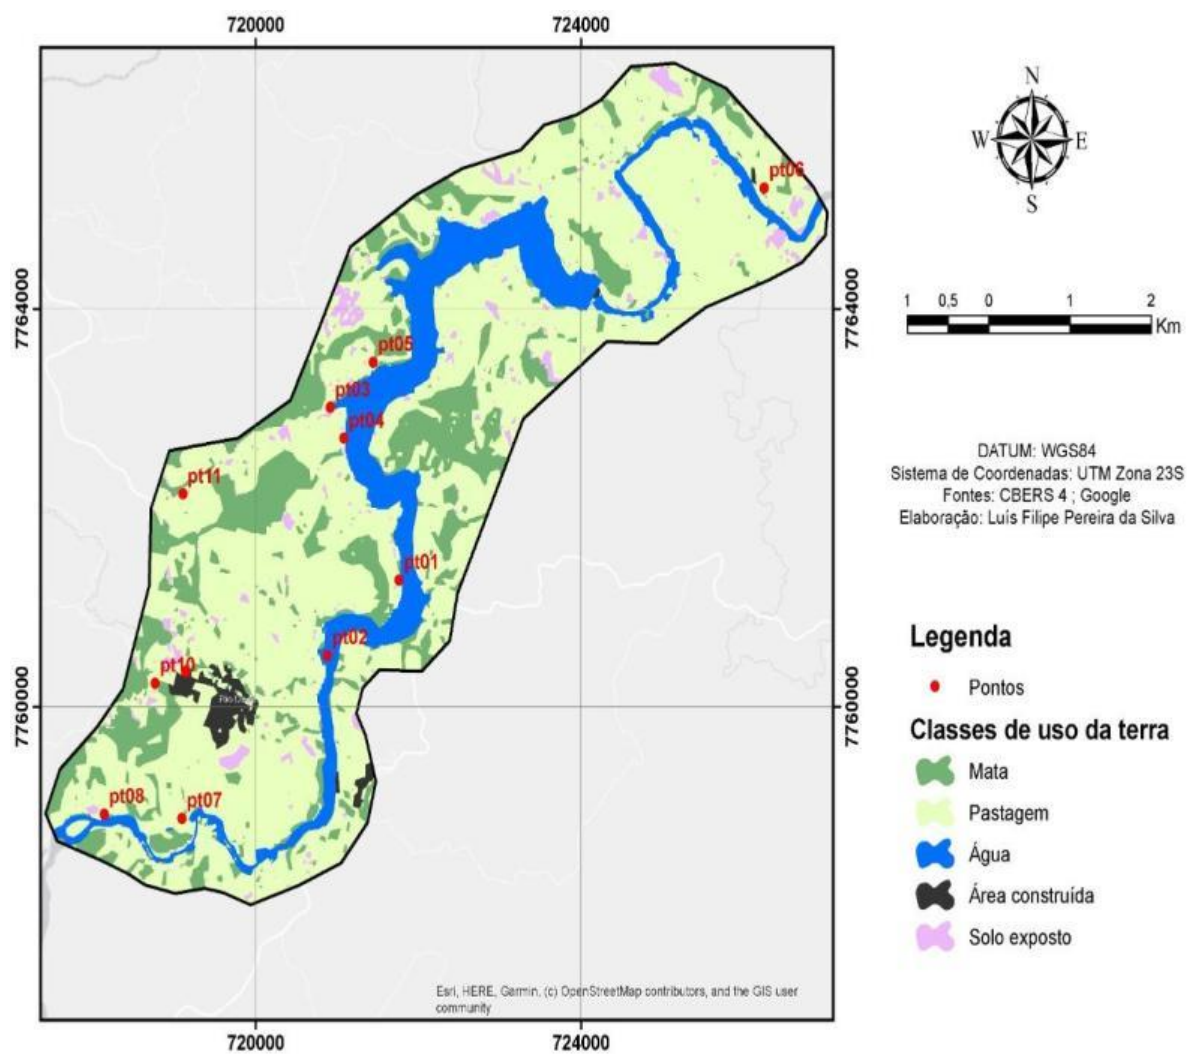 720000
724000
N
W
E
S
pt06
7764000
7764000
1 0,5 0 1 2
Km
pt05
pt03
pt04
DATUM: WGS84
Sistema de Coordenadas: UTM Zona 23S
Fontes: CBERS 4 ; Google
Elaboração: Luís Filipe Pereira da Silva
pt11
pt01
pt02
Legenda
pt10
Pontos
7760000
7760000
Classes de uso da terra
Mata
pt08
pt07
Pastagem
Água
Área construída
Solo exposto
Esri, HERE, Garmin, (c) OpenStreetMap contributors, and the GIS user
community
720000
724000